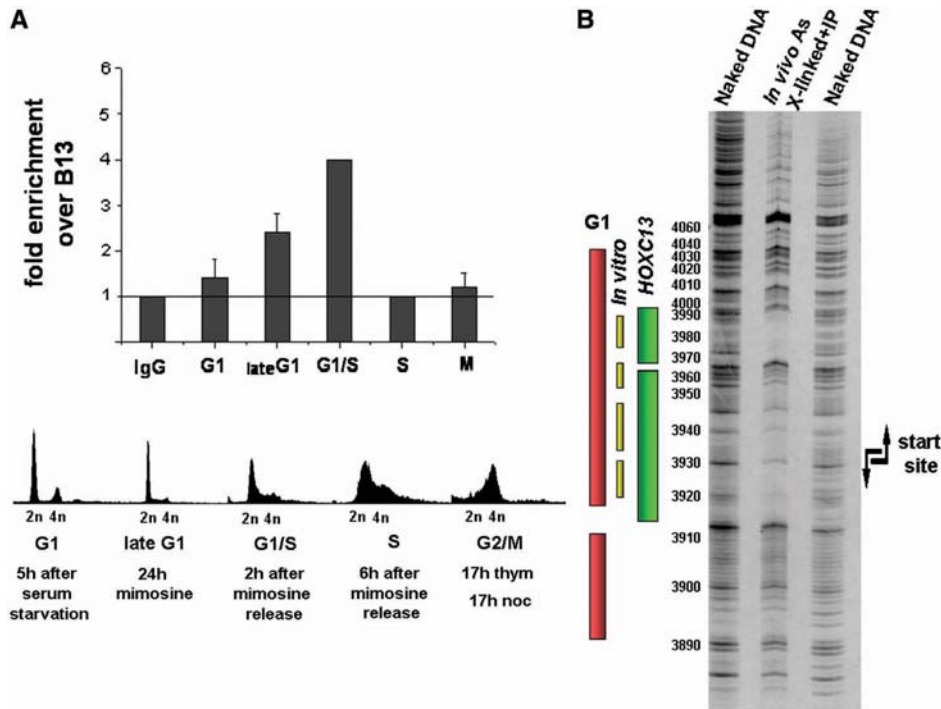 A
fold enrichment
over B13
6
5
4
2
1
IgG
G1
lateG1
G1/S
S
M
2n 4n
2n 4n
2n 4n
2n 4n
2n 4n
G1
late G1
G1/S
S
G2/M
5h after
serum
starvation
24h
mimosine
2h after
mimosine
release
6h after
mimosine
release
17h thym
17h noc
B
Naked DNA
In vivo As
X-linked+IP
Naked DNA
G1
In vitro
HOXC13
4060
4040
4030
4020
4010
4000
3990
3980
3970
3960
3950
3940
3930
3920
3910
3900
3890
start
site